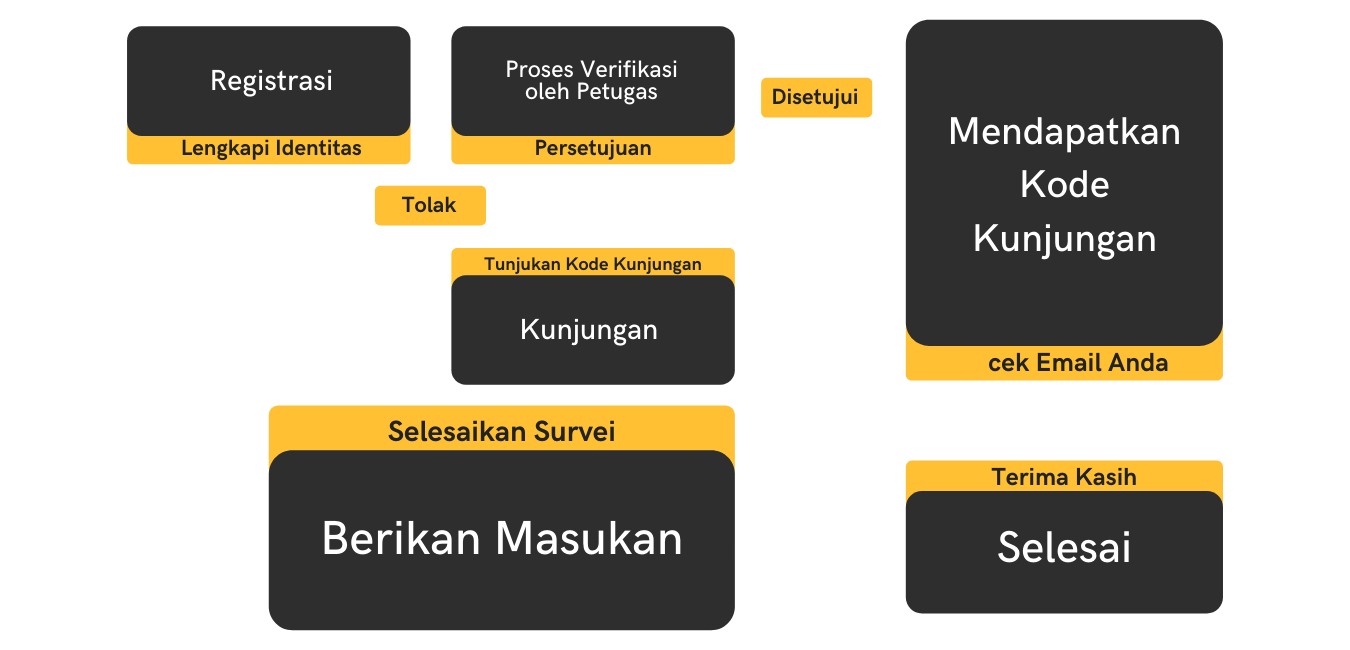 Registrasi
Lengkapi Identitas
Proses Verifikasi
oleh Petugas
Persetujuan
Disetujui
Mendapatkan
Kode
Kunjungan
cek Email Anda
Tolak
Tunjukan Kode Kunjungan
Kunjungan
Selesaikan Survei
Berikan Masukan
Terima Kasih
Selesai